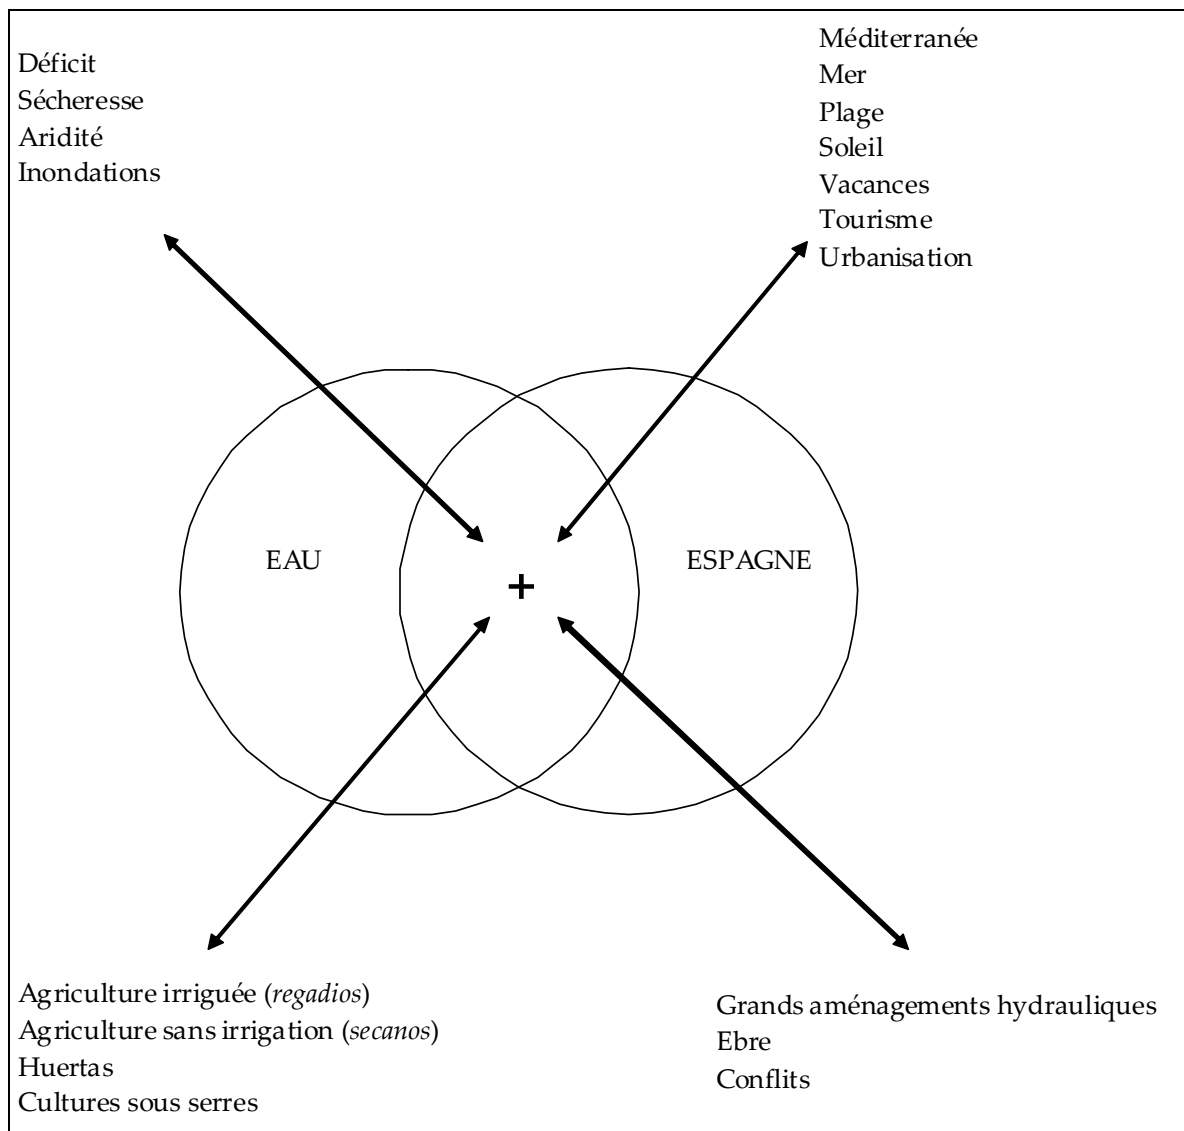 Déficit
Sécheresse
Aridité
Inondations
Méditerranée
Mer
Plage
Soleil
Vacances
Tourisme
Urbanisation
EAU
+
ESPAGNE
Agriculture irriguée (regadios)
Agriculture sans irrigation (secanos)
Huertas
Cultures sous serres
Grands aménagements hydrauliques
Ebre
Conflits